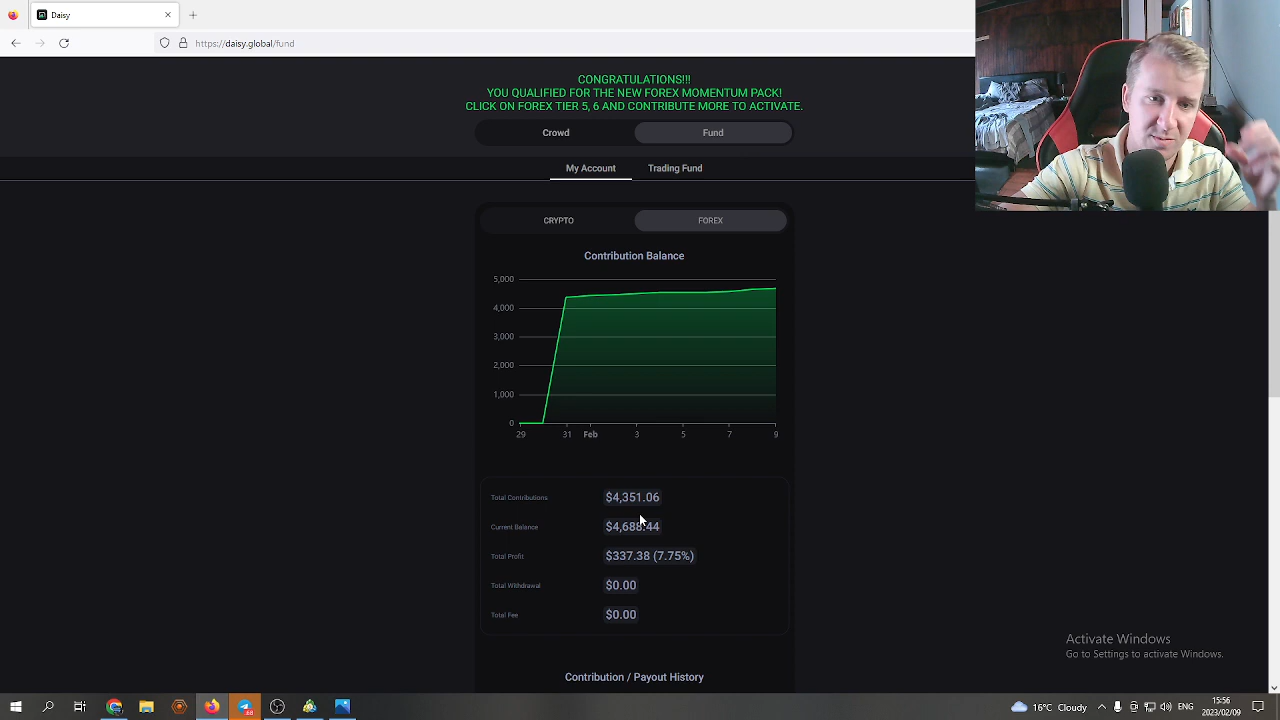 Daisy
https://daisy.global/fund
CONGRATULATIONS!!!
YOU QUALIFIED FOR THE NEW FOREX MOMENTUM PACK!
CLICK ON FOREX TIER 5, 6 AND CONTRIBUTE MORE TO ACTIVATE.
Crowd Fund
My Account Trading Fund
CRYPTO FOREX
Contribution Balance
5,000
4,000
3,000
2,000
1,000
0
29 31 Feb 3 5 7 9
Total Contributions $4,351.06
Current Balance $4,688.44
Total Profit $337.38 (7.75%)
Total Withdrawal $0.00
Total Fee $0.00
Contribution / Payout History
Activate Windows
Go to Settings to activate Windows.
16°C Cloudy ENG 15:56
2023/02/09